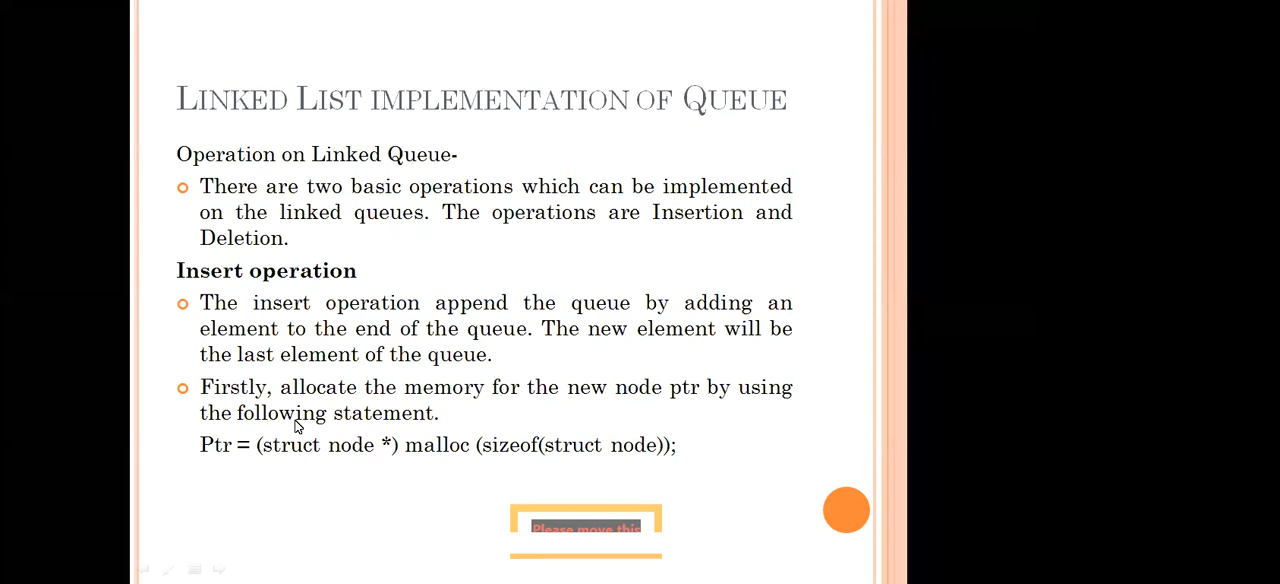 LINKED LIST IMPLEMENTATION OF QUEUE
Operation on Linked Queue-
There are two basic operations which can be implemented
on the linked queues. The operations are Insertion and
Deletion.
Insert operation
The insert operation append the queue by adding an
element to the end of the queue. The new element will be
the last element of the queue.
Firstly, allocate the memory for the new node ptr by using
the following statement.
Ptr = (struct node *) malloc (sizeof(struct node));
Please move this